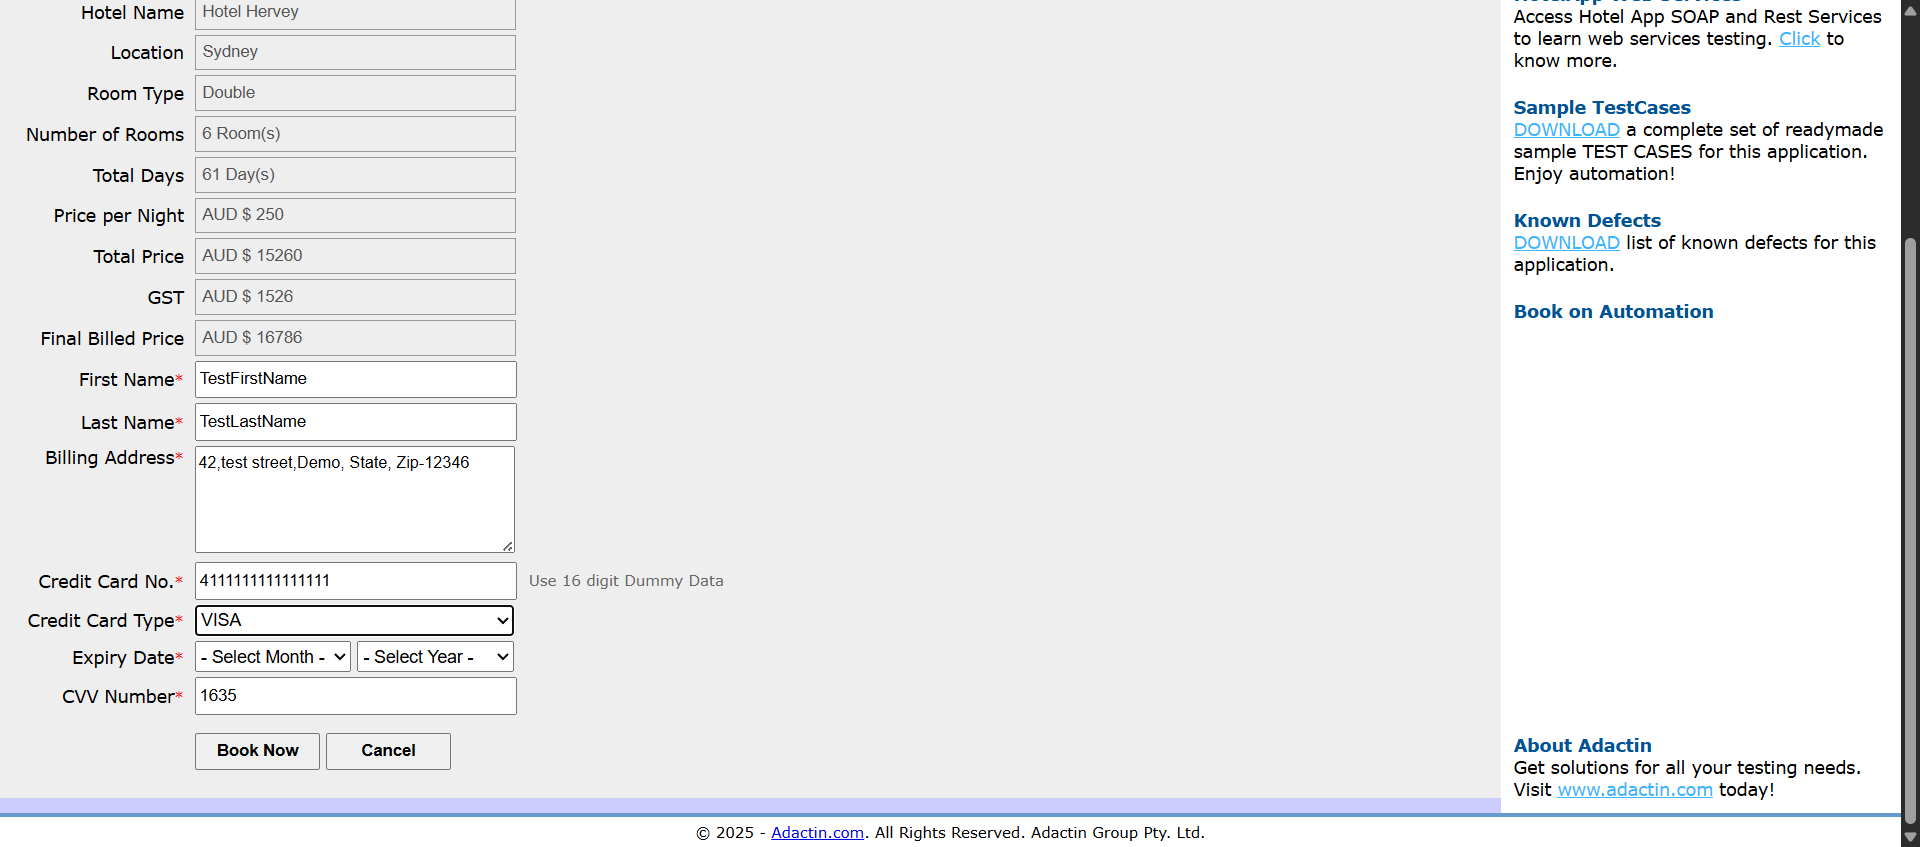 Hotel Name Hotel Hervey
Location Sydney
Room Type Double
Number of Rooms 6 Room(s)
Total Days 61 Day(s)
Price per Night AUD $ 250
Total Price AUD $ 15260
GST AUD $ 1526
Final Billed Price AUD $ 16786
First Name* TestFirstName
Last Name* TestLastName
Billing Address* 42,test street,Demo, State, Zip-12346
Credit Card No.* 4111111111111111 Use 16 digit Dummy Data
Credit Card Type* VISA
Expiry Date* - Select Month - - Select Year -
CVV Number* 1635
Book Now Cancel
Access Hotel App SOAP and Rest Services
to learn web services testing. Click to
know more.
Sample TestCases
DOWNLOAD a complete set of readymade
sample TEST CASES for this application.
Enjoy automation!
Known Defects
DOWNLOAD list of known defects for this
application.
Book on Automation
About Adactin
Get solutions for all your testing needs.
Visit www.adactin.com today!
© 2025 - Adactin.com. All Rights Reserved. Adactin Group Pty. Ltd.